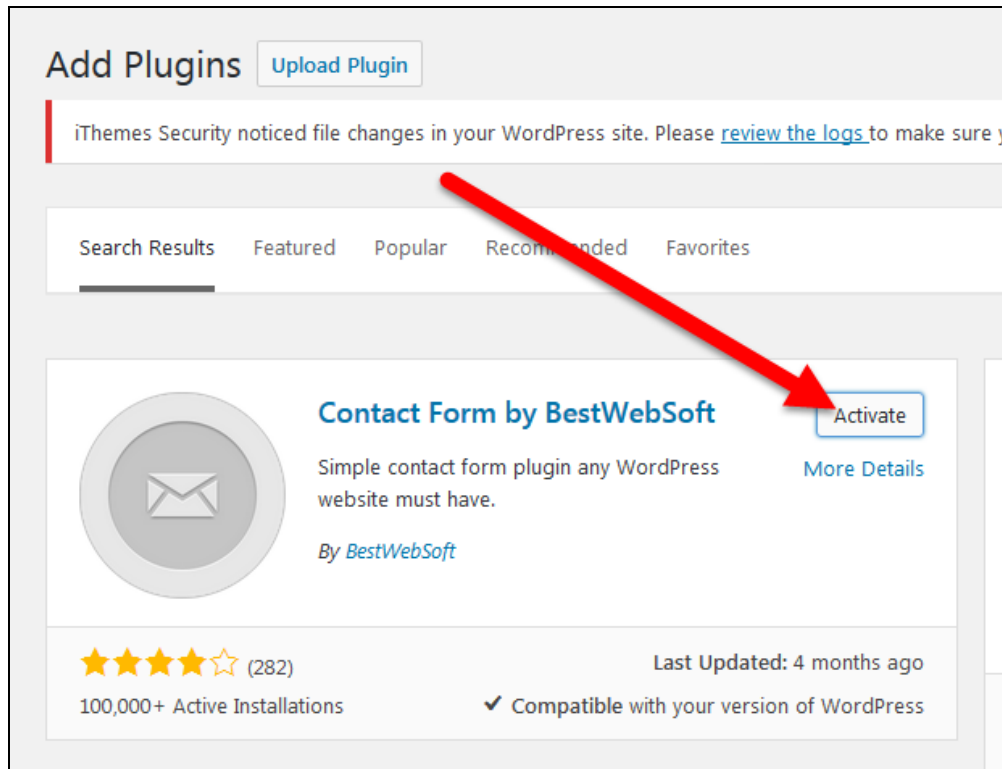 Add Plugins Upload Plugin
iThemes Security noticed file changes in your WordPress site. Please review the logs to make sure
Search Results Featured Popular Recommended Favorites
Contact Form by BestWebSoft Activate
Simple contact form plugin any WordPress More Details
website must have.
By BestWebSoft
(282) Last Updated: 4 months ago
100,000+ Active Installations Compatible with your version of WordPress